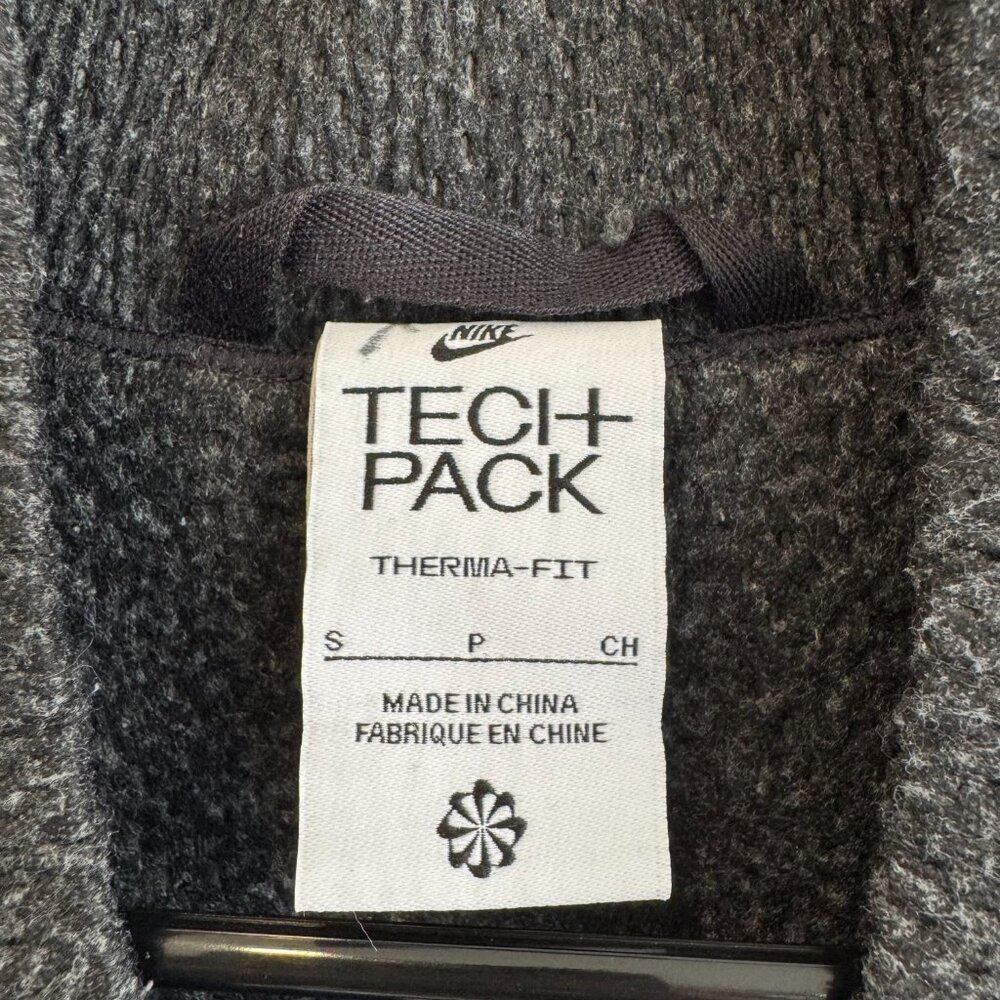 NIKE
TECH
PACK
THERMA-FIT
S P CH
MADE IN CHINA
FABRIQUE EN CHINE